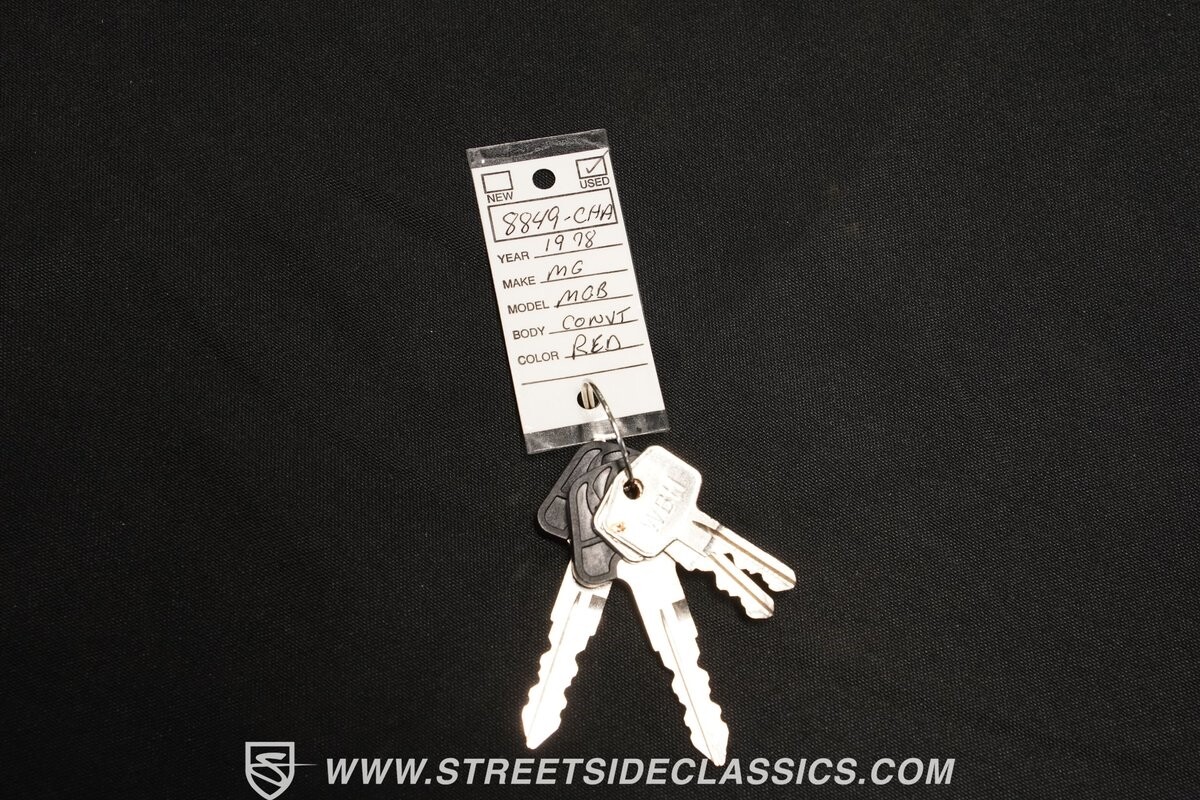 NEW
USED
8849-CHA
YEAR 1978
MAKE MG
MODEL MGB
BODY CONVT
COLOR RED
WWW.STREETSIDECLASSICS.COM